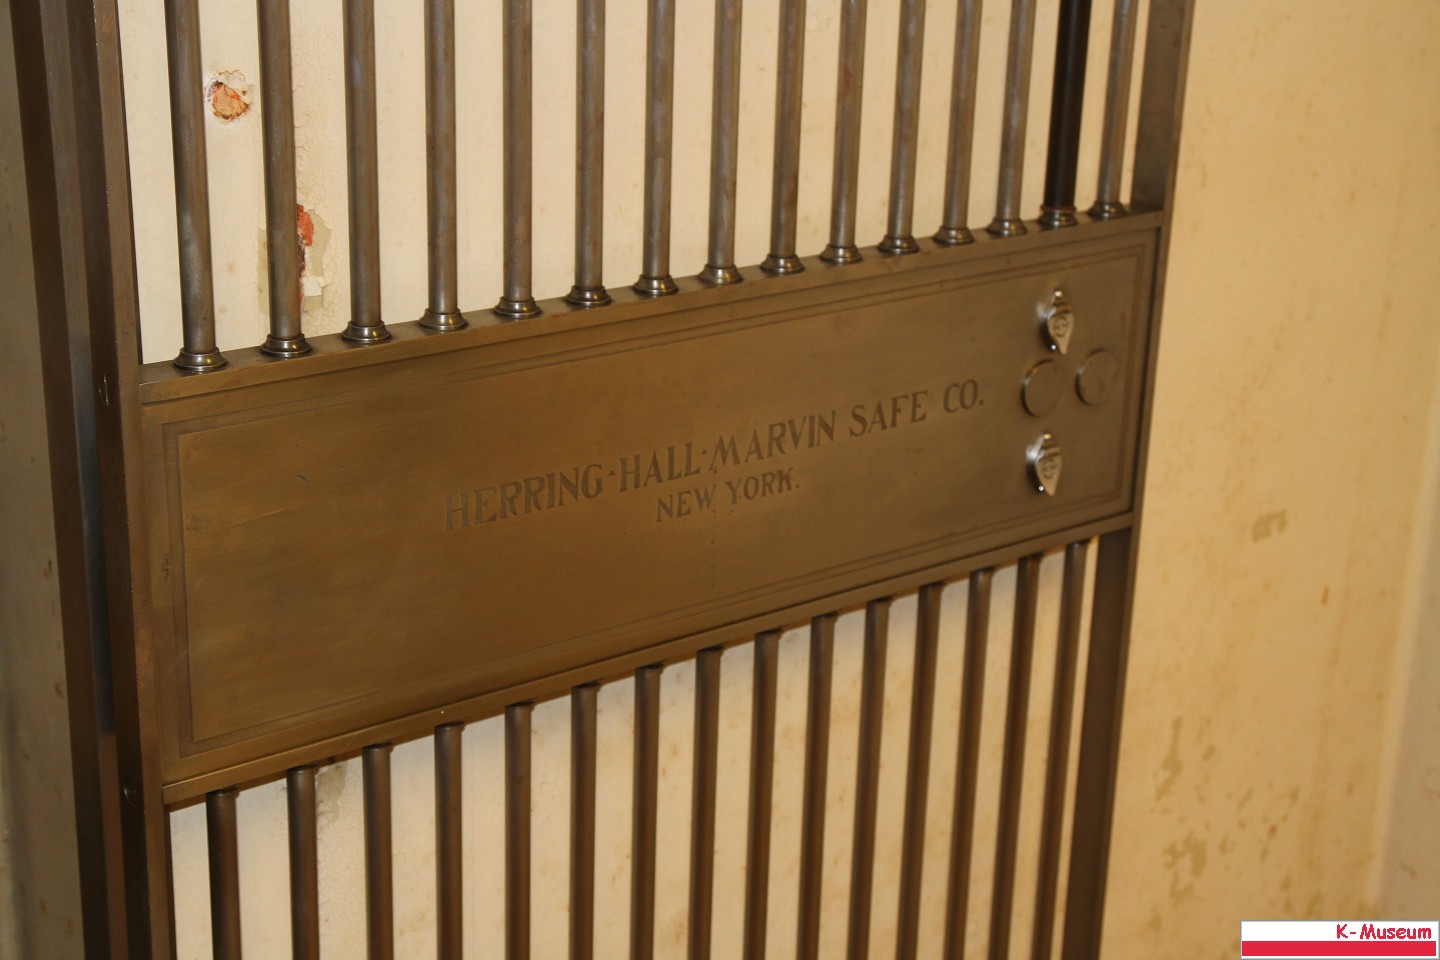 HERRING·HALL·MARVIN SAFE CO.
NEW YORK.
K-Museum